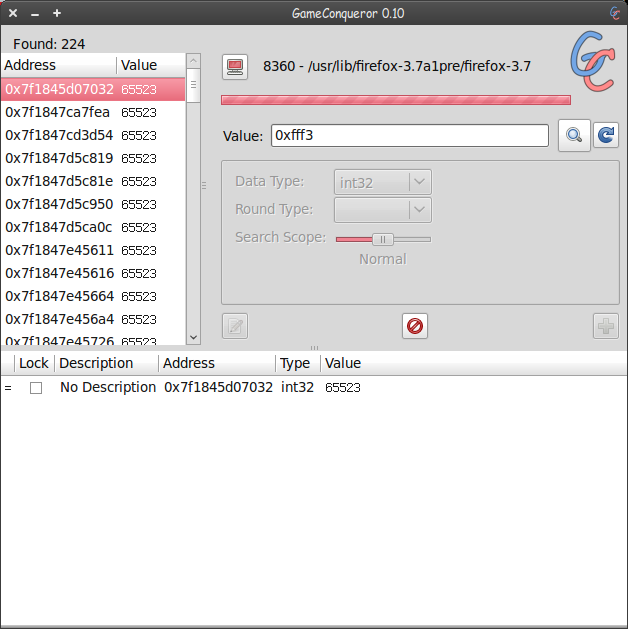 GameConqueror 0.10
Found: 224
Address Value
0x7f1845d07032 65523
0x7f1847ca7fea 65523
0x7f1847cd3d54 65523
0x7f1847d5c819 65523
0x7f1847d5c81e 65523
0x7f1847d5c950 65523
0x7f1847d5ca0c 65523
0x7f1847e45611 65523
0x7f1847e45616 65523
0x7f1847e45664 65523
0x7f1847e456a4 65523
0x7f1847e45726 65523
8360 - /usr/lib/firefox-3.7a1pre/firefox-3.7
Value: 0xfff3
Data Type: int32
Round Type:
Search Scope:
Normal
Lock Description Address Type Value
= No Description 0x7f1845d07032 int32 65523